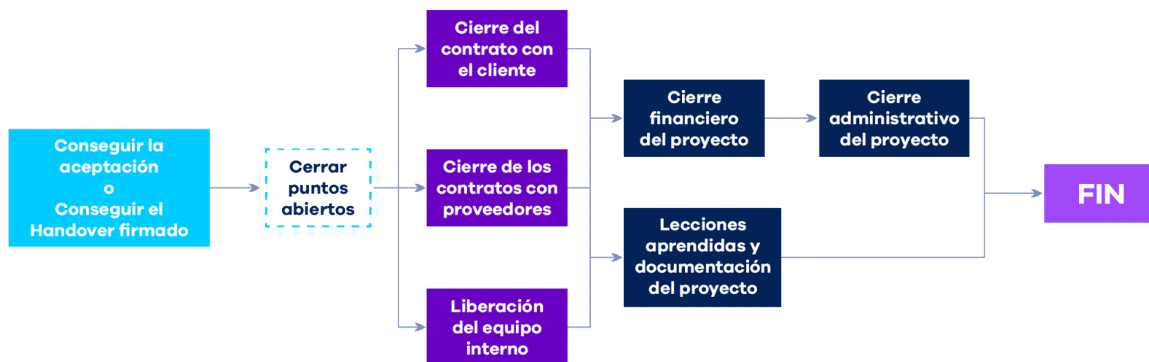 Conseguir la
aceptación
o
Conseguir el
Handover firmado
Cerrar
puntos
abiertos
Cierre del
contrato con
el cliente
Cierre de los
contratos con
proveedores
Liberación
del equipo
interno
Cierre
financiero
del proyecto
Cierre
administrativo
del proyecto
Lecciones
aprendidas y
documentación
del proyecto
FIN